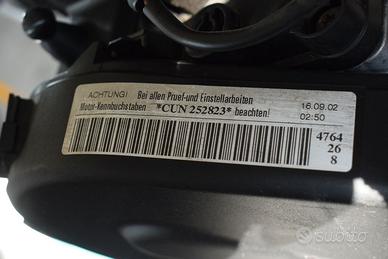 ACHTUNG! Bei allen Pruef-und Einstellarbeiten
Motor-Kennbuchstaben *CUN 252823* beachten!
16.09.02
02:50
4764
26
8
subito